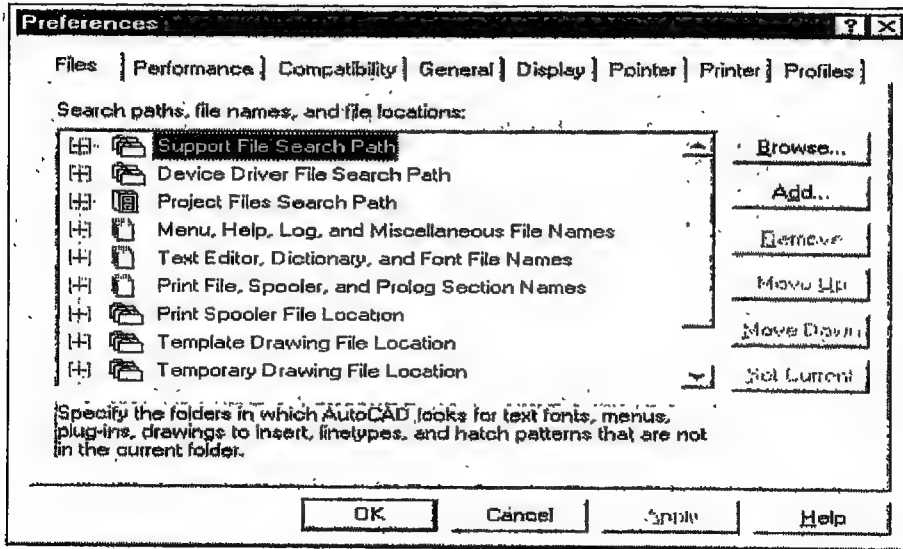 Preferences
Files Performance Compatibility General Display Pointer Printer Profiles
Search paths, file names, and file locations:
Support File Search Path
Device Driver File Search Path
Project Files Search Path
Menu, Help, Log, and Miscellaneous File Names
Text Editor, Dictionary, and Font File Names
Print File, Spooler, and Prolog Section Names
Print Spooler File Location
Template Drawing File Location
Temporary Drawing File Location
Browse...
Add...
Remove
Move Up
Move Down
Set Current
Specify the folders in which AutoCAD looks for text fonts, menus,
plug-ins, drawings to insert, linetypes, and hatch patterns that are not
in the current folder.
OK Cancel Apply Help